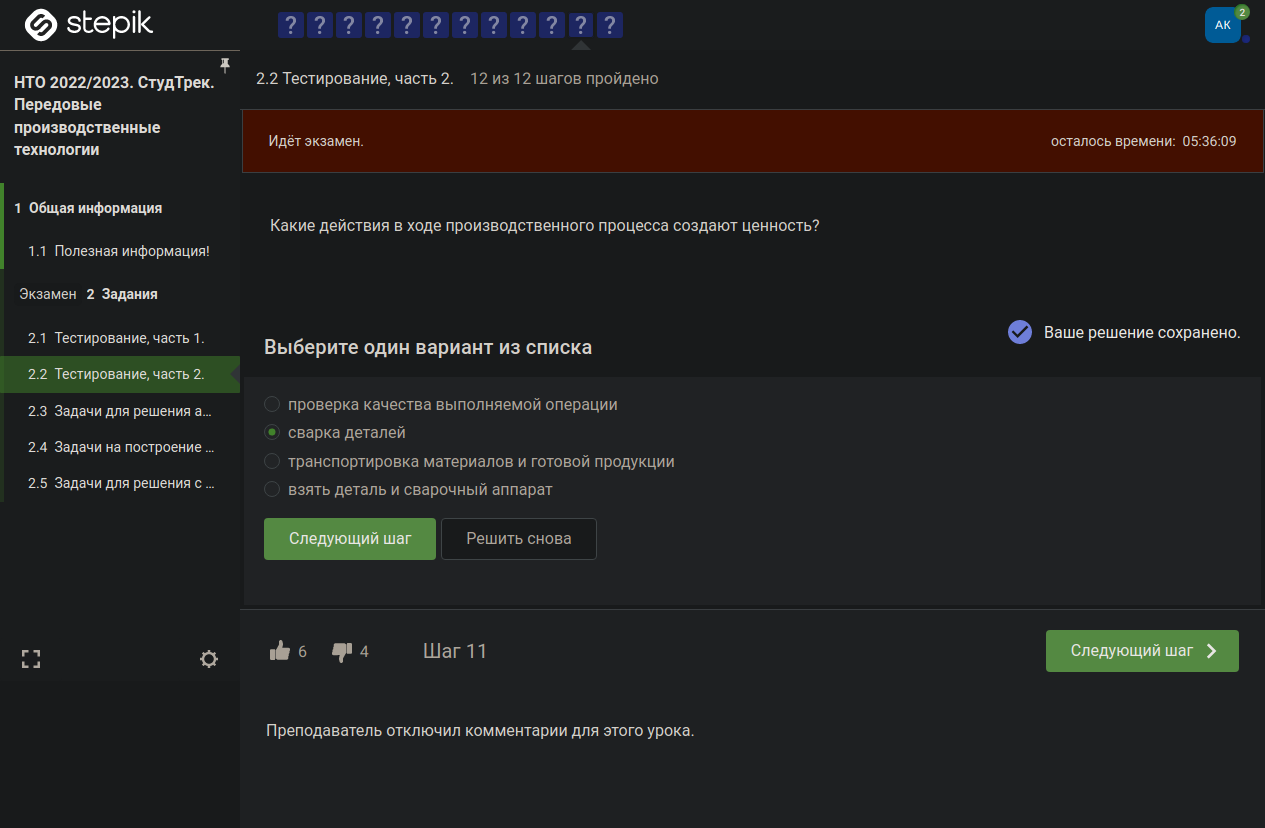 stepik
? ? ? ? ? ? ? ? ? ? ? ?
АК
2
НТО 2022/2023. СтудТрек.
Передовые
производственные
технологии
1 Общая информация
1.1 Полезная информация!
Экзамен 2 Задания
2.1 Тестирование, часть 1.
2.2 Тестирование, часть 2.
2.3 Задачи для решения а...
2.4 Задачи на построение ...
2.5 Задачи для решения с ...
2.2 Тестирование, часть 2. 12 из 12 шагов пройдено
Идёт экзамен. осталось времени: 05:36:09
Какие действия в ходе производственного процесса создают ценность?
Ваше решение сохранено.
Выберите один вариант из списка
проверка качества выполняемой операции
сварка деталей
транспортировка материалов и готовой продукции
взять деталь и сварочный аппарат
Следующий шаг Решить снова
6 4 Шаг 11 Следующий шаг
Преподаватель отключил комментарии для этого урока.